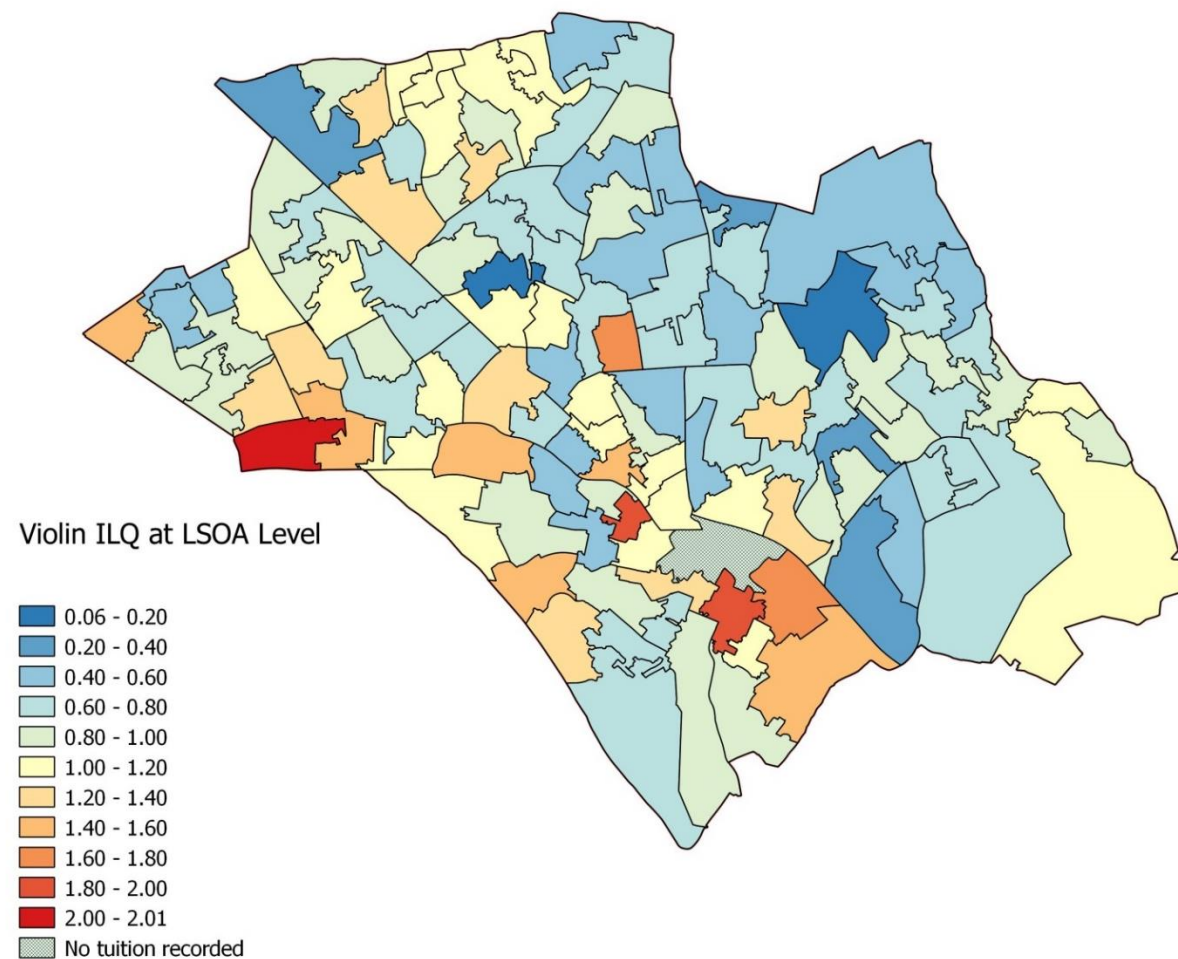 Violin ILQ at LSOA Level
0.06 - 0.20
0.20 - 0.40
0.40 - 0.60
0.60 - 0.80
0.80 - 1.00
1.00 - 1.20
1.20 - 1.40
1.40 - 1.60
1.60 - 1.80
1.80 - 2.00
2.00 - 2.01
No tuition recorded